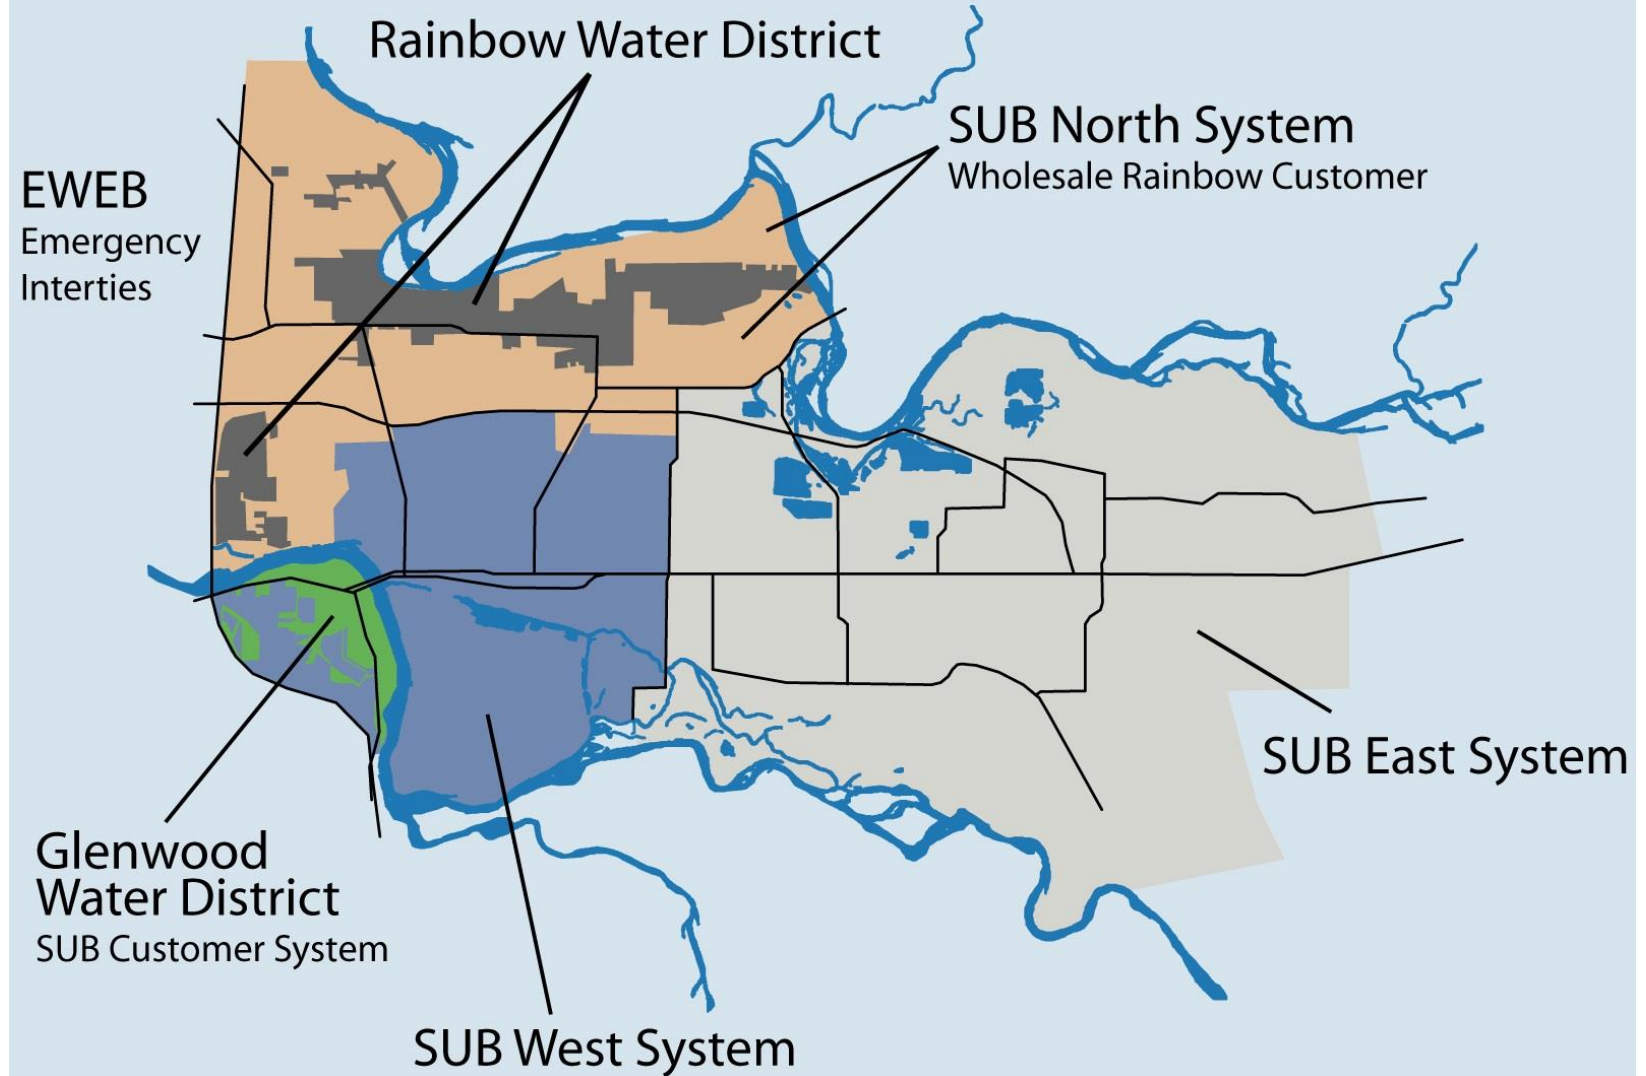 Rainbow Water District
SUB North System
Wholesale Rainbow Customer
EWEB
Emergency
Interties
SUB East System
Glenwood
Water District
SUB Customer System
SUB West System